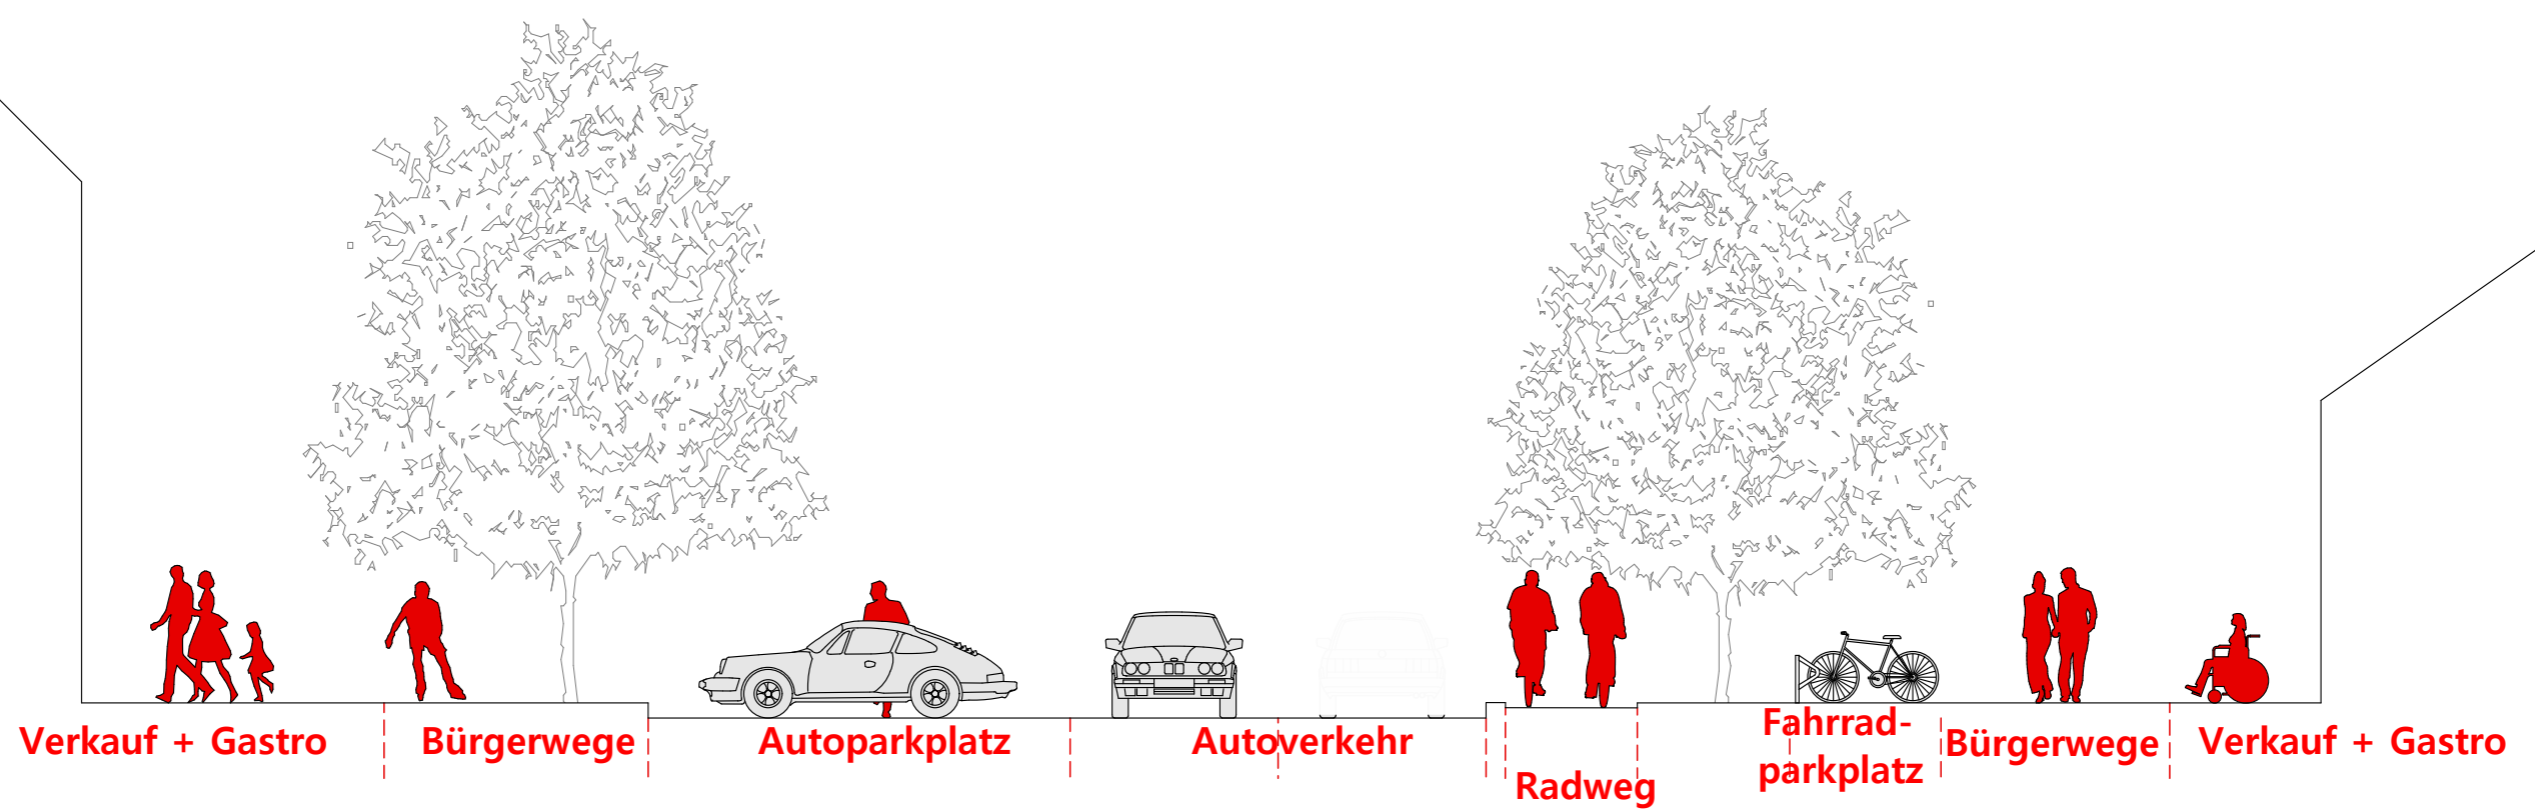 Verkauf + Gastro
Bürgerwege
Autoparkplatz
Autoverkehr
Radweg
Fahrrad-
parkplatz
Bürgerwege
Verkauf + Gastro